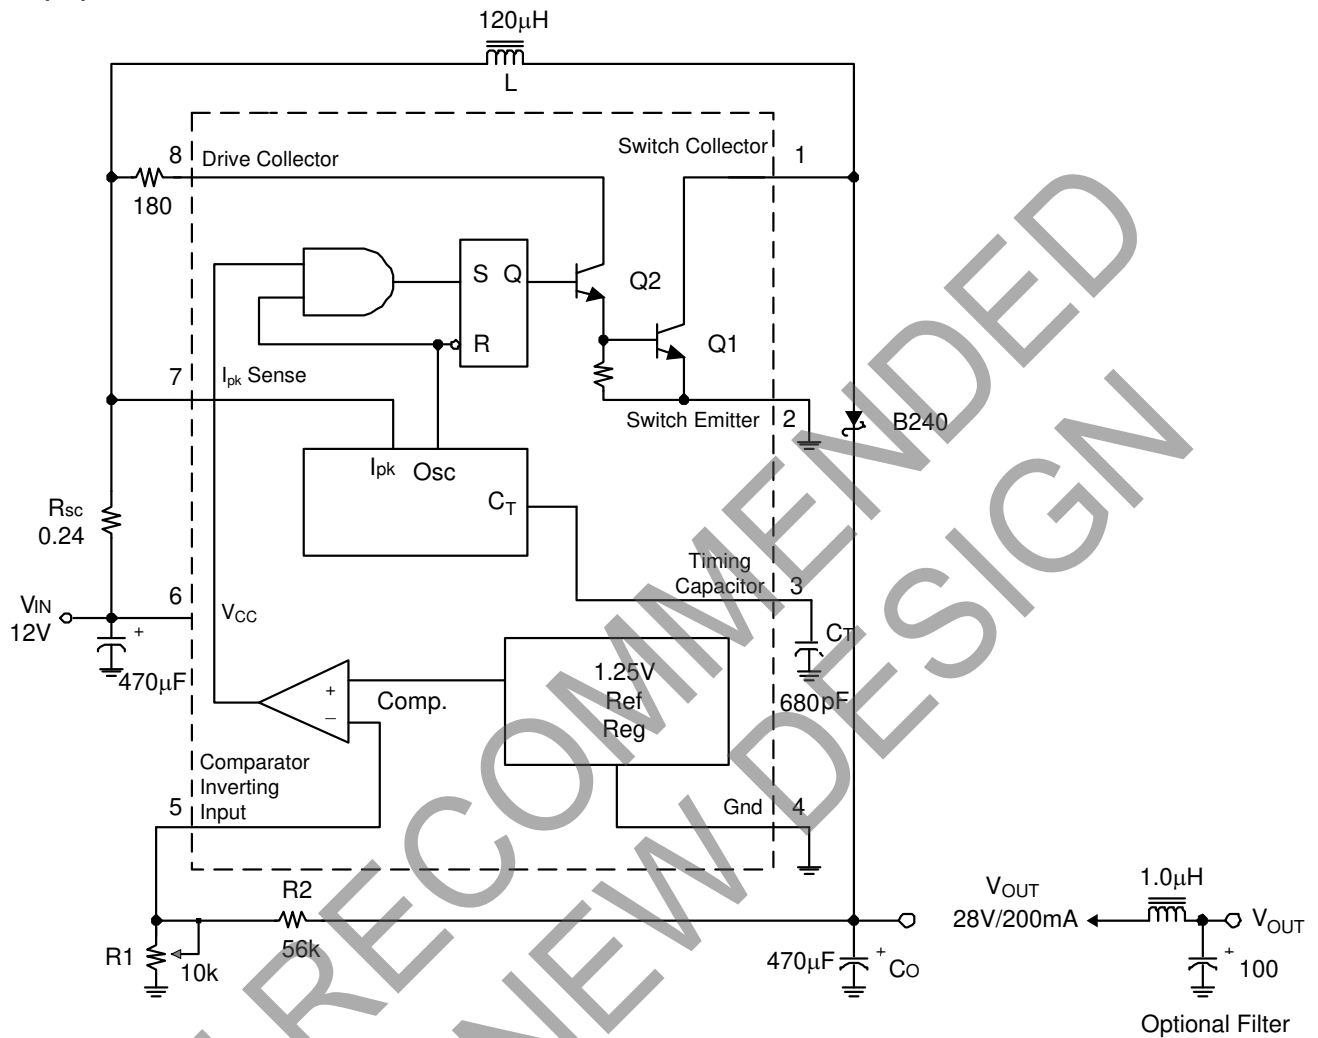 120μH
L
8
Drive Collector
Switch Collector
1
180
S
Q
Q2
R
Q1
7
Ipk Sense
Switch Emitter
2
B240
Ipk
Osc
CT
Rsc
0.24
Timing
Capacitor
3
6
VIN
12V
+
VCC
CT
470μF
680pF
+
–
Comp.
1.25V
Ref
Reg
Comparator
Inverting
Input
5
Gnd
4
R2
56k
R1
10k
470μF
+
CO
VOUT
28V/200mA
1.0μH
VOUT
+
100
Optional Filter
RECOMMENDED
NEW DESIGN